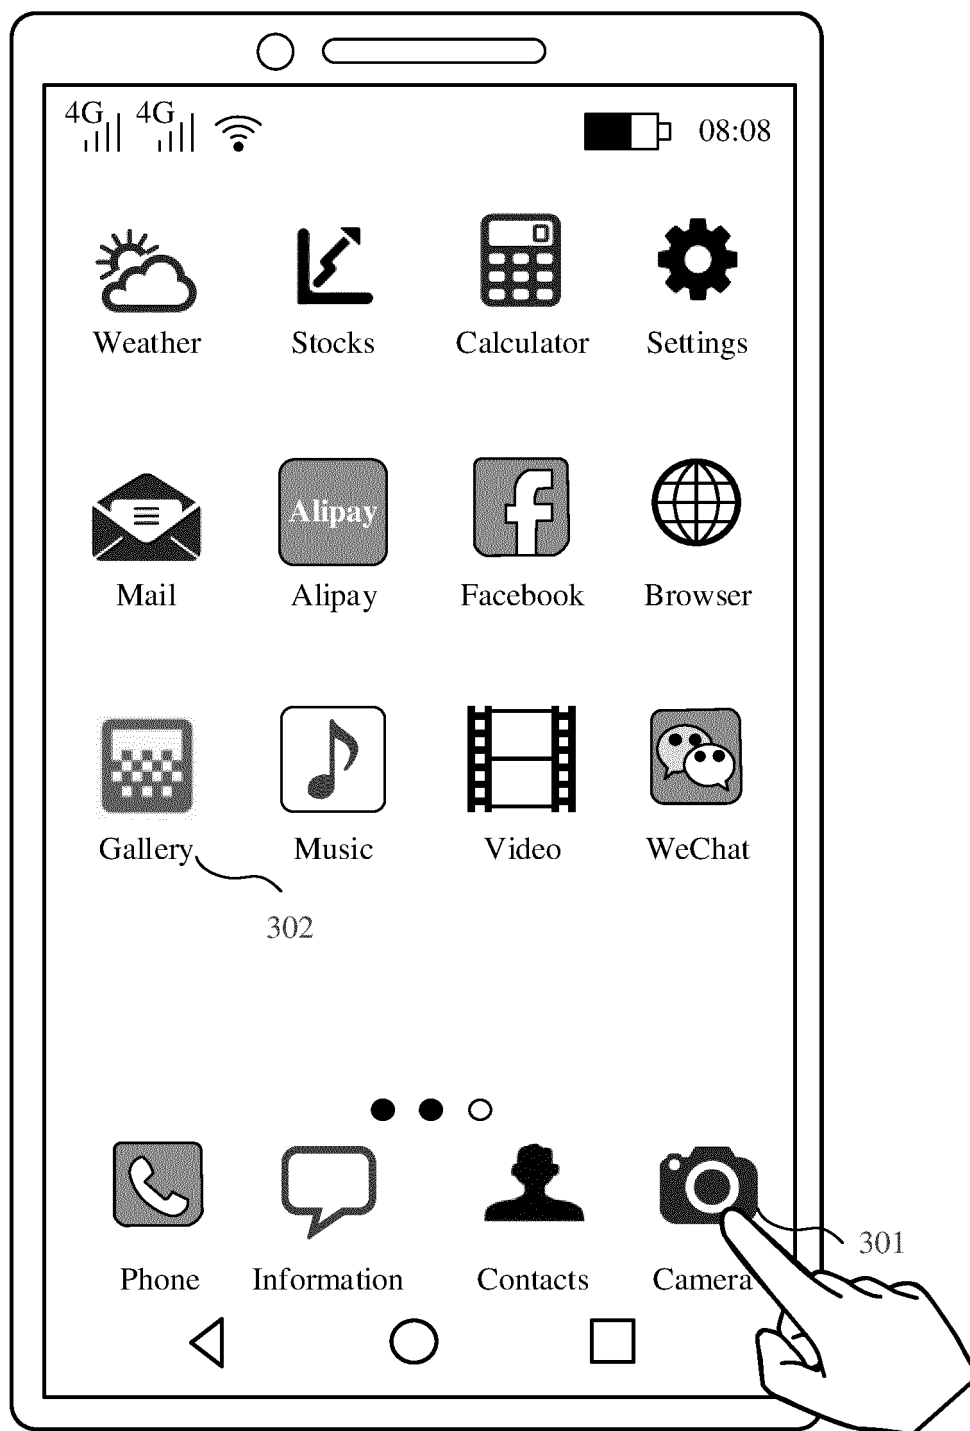 4G 4G 08:08
0
Weather Stocks Calculator Settings
Alipay
Mail Alipay Facebook Browser
Gallery Music Video WeChat
302
301
Phone Information Contacts Camera